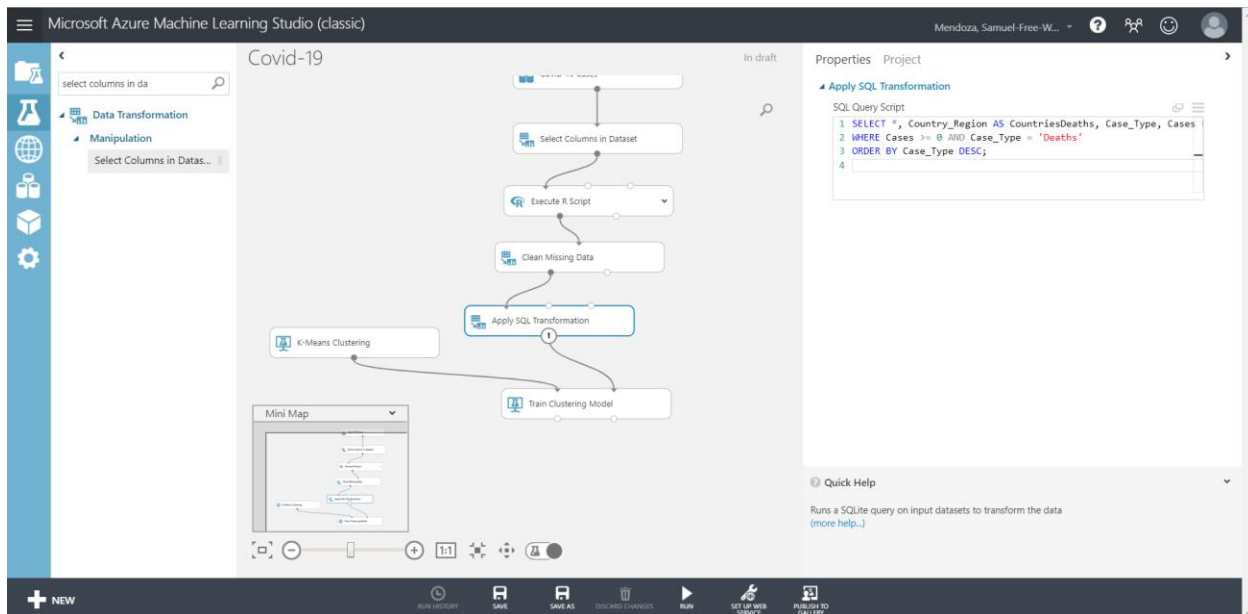 Microsoft Azure Machine Learning Studio (classic)
Mendoza, Samuel-Free-W...
select columns in da
Data Transformation
Manipulation
Select Columns in Datas...
Covid-19
In draft
Select Columns in Dataset
Execute R Script
Clean Missing Data
Apply SQL Transformation
1
K-Means Clustering
Train Clustering Model
Mini Map
1:1
Properties Project
Apply SQL Transformation
SQL Query Script
1 SELECT *, Country_Region AS CountriesDeaths, Case_Type, Cases
2 WHERE Cases >= 0 AND Case_Type = 'Deaths'
3 ORDER BY Case_Type DESC;
4
Quick Help
Runs a SQLite query on input datasets to transform the data
(more help...)
NEW
RUN HISTORY
SAVE
SAVE AS
DISCARD CHANGES
RUN
SET UP WEB
SERVICE
PUBLISH TO
GALLERY